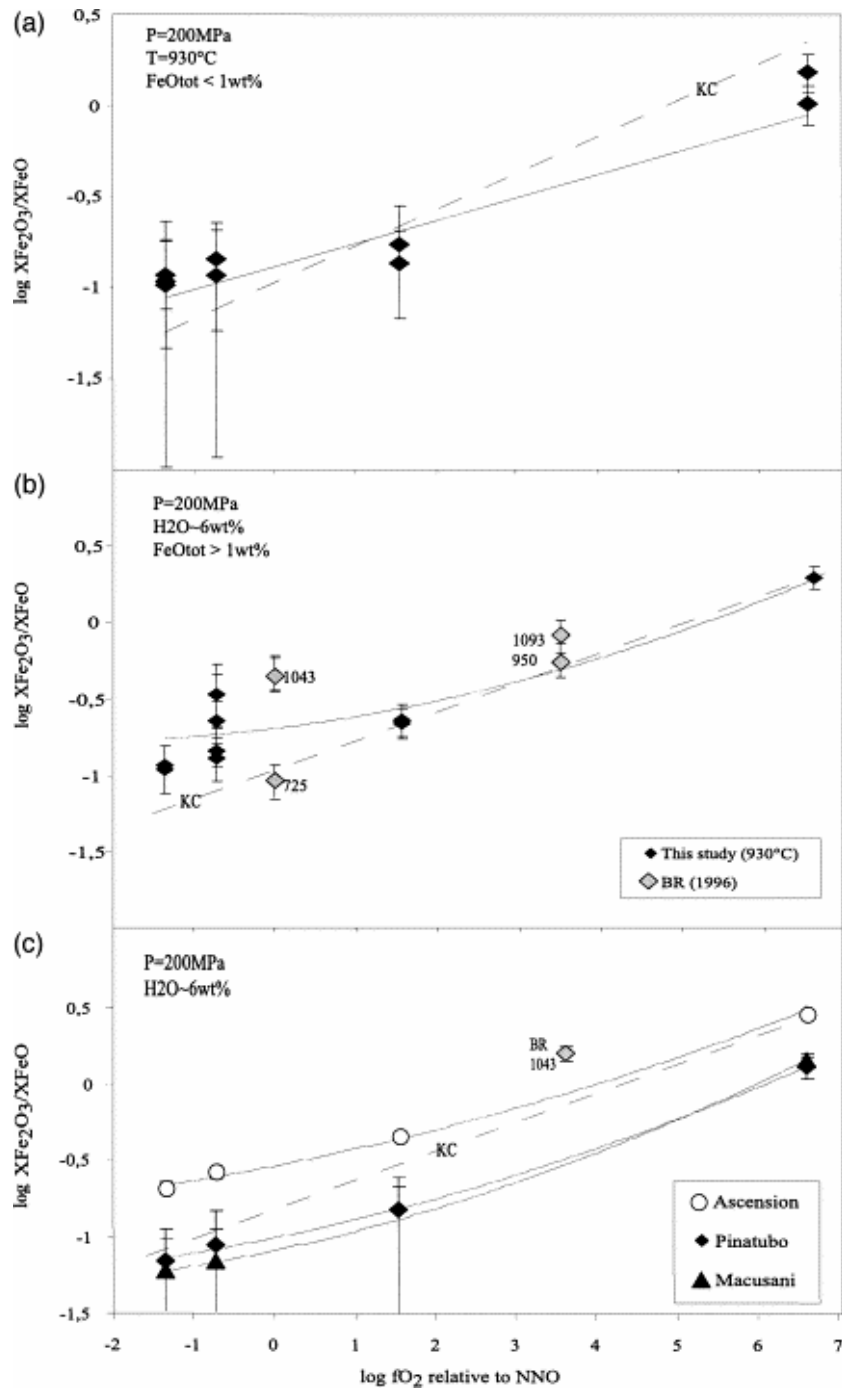 (a)
P=200MPa
T=930°C
FeOtot < 1wt%
KC
log XFe2O3/XFeO
0,5
0
-0,5
-1
-1,5
(b)
P=200MPa
H2O~6wt%
FeOtot > 1wt%
log XFe2O3/XFeO
0,5
0
-0,5
-1
-1,5
1043
725
1093
950
KC
This study (930°C)
BR (1996)
(c)
P=200MPa
H2O~6wt%
log XFe2O3/XFeO
0,5
0
-0,5
-1
-1,5
BR
1043
KC
Ascension
Pinatubo
Macusani
-2 -1 0 1 2 3 4 5 6 7
log fO2 relative to NNO